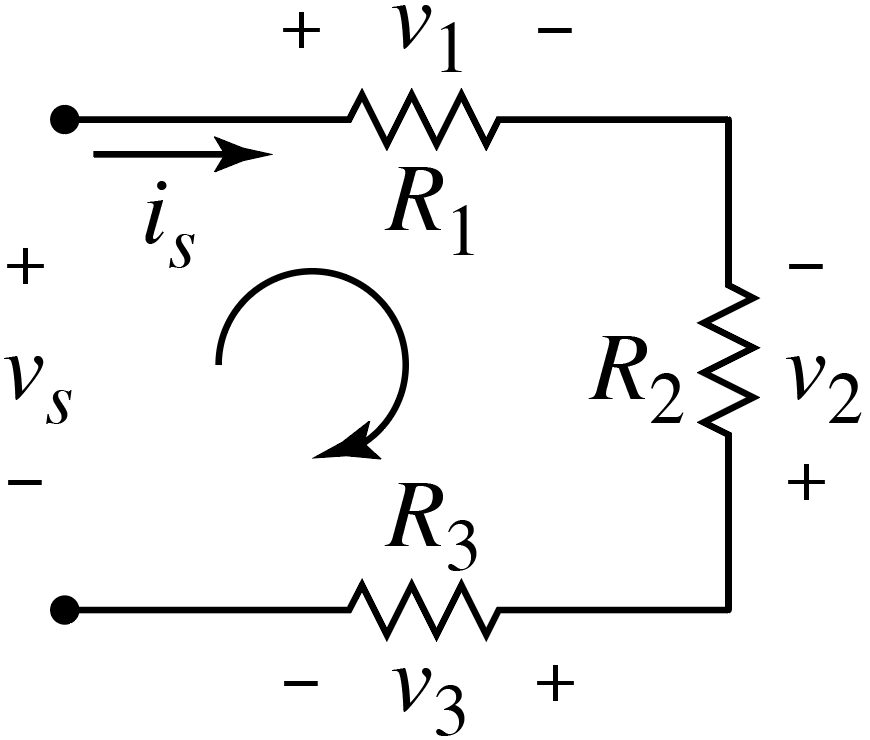 + v₁ −
R₁
iₛ
+ −
vₛ R₂ v₂
− +
R₃
− v₃ +